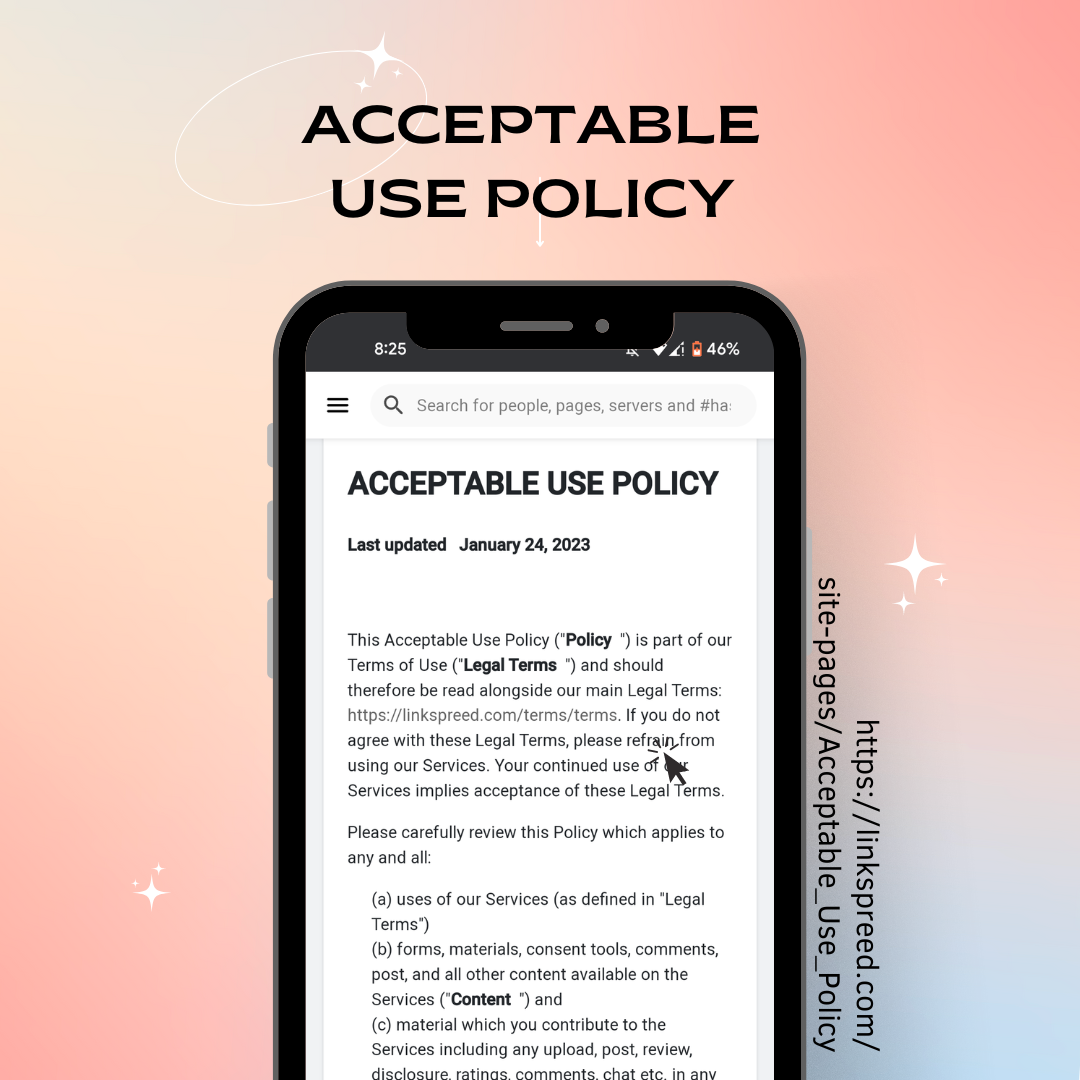 ACCEPTABLE
USE POLICY
8:25
46%
Search for people, pages, servers and #ha
ACCEPTABLE USE POLICY
Last updated January 24, 2023
This Acceptable Use Policy ("Policy ") is part of our
Terms of Use ("Legal Terms ") and should
therefore be read alongside our main Legal Terms:
https://linkspreed.com/terms/terms. If you do not
agree with these Legal Terms, please refrain from
using our Services. Your continued use of our
Services implies acceptance of these Legal Terms.
Please carefully review this Policy which applies to
any and all:
(a) uses of our Services (as defined in "Legal
Terms")
(b) forms, materials, consent tools, comments,
post, and all other content available on the
Services ("Content ") and
(c) material which you contribute to the
Services including any upload, post, review,
disclosure, ratings, comments, chat etc. in any
https://linkspreed.com/
site-pages/Acceptable_Use_Policy